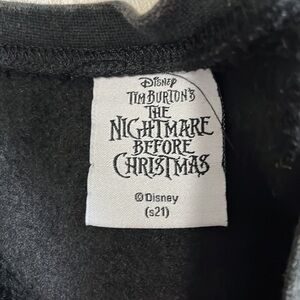 Disney
TIM BURTON'S
THE
NIGHTMARE
BEFORE
CHRISTMAS
©Disney
(s21)